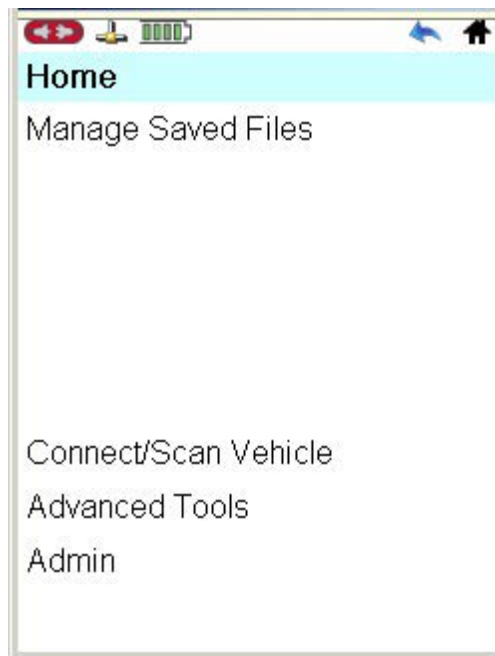 Home
Manage Saved Files
Connect/Scan Vehicle
Advanced Tools
Admin